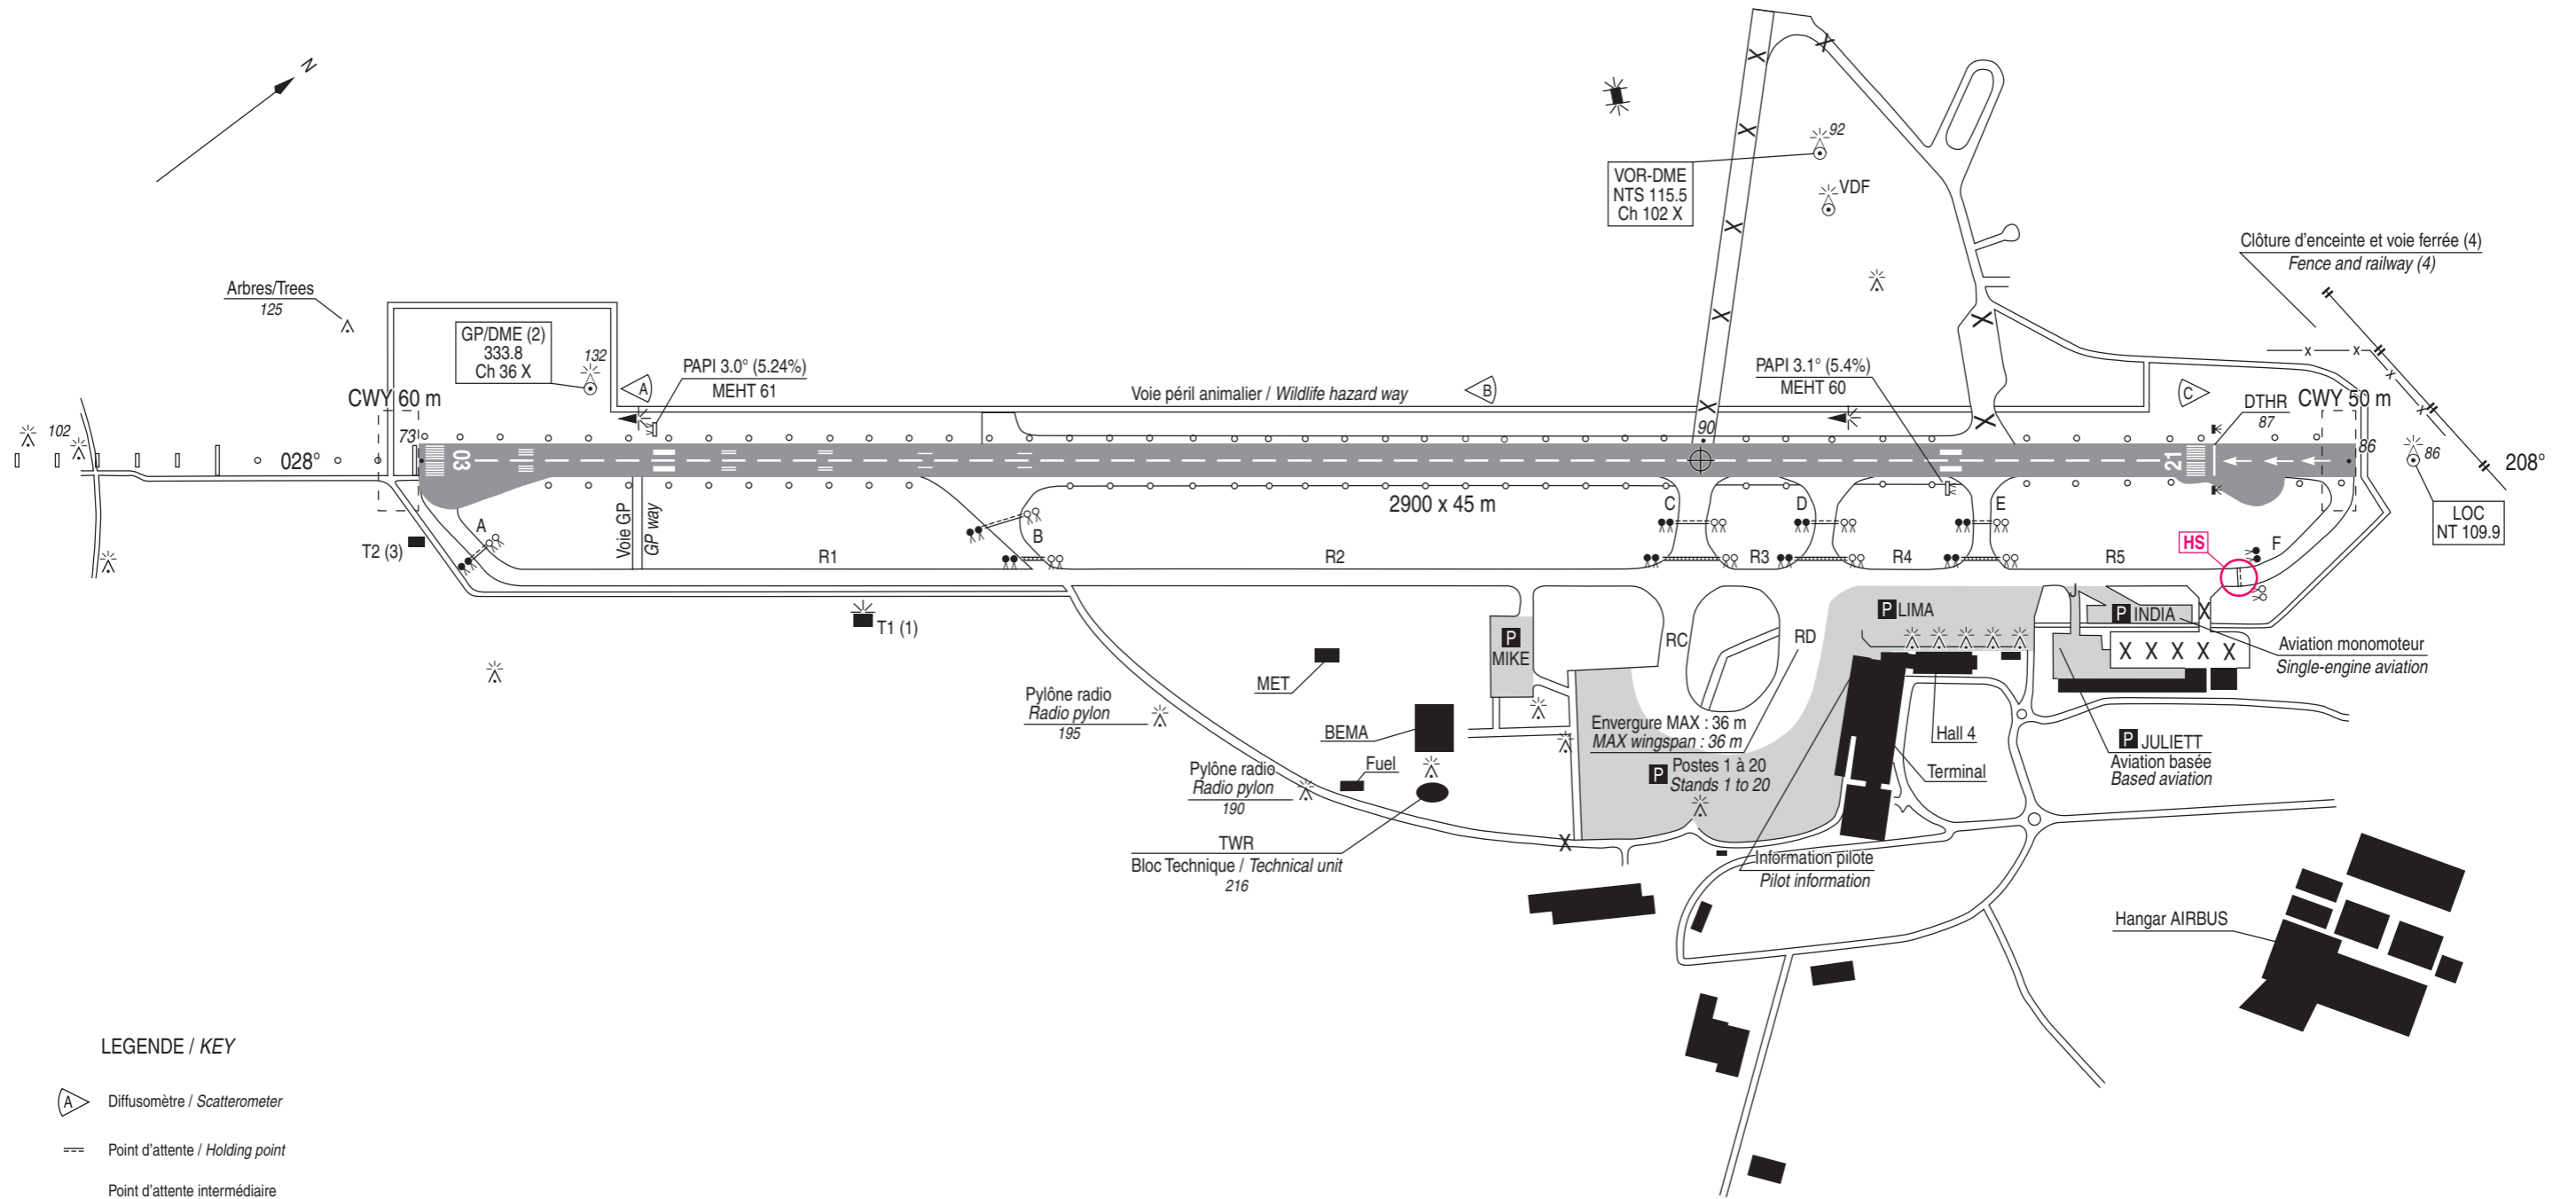 N
92
VOR-DME
NTS 115.5
Ch 102 X
VDF
Clôture d'enceinte et voie ferrée (4)
Fence and railway (4)
Arbres/Trees
125
GP/DME (2)
333.8
Ch 36 X
132
A
PAPI 3.0° (5.24%)
MEHT 61
Voie péril animalier / Wildlife hazard way
B
PAPI 3.1° (5.4%)
MEHT 60
C
DTHR
87
CWY 50 m
CWY 60 m
102
73
90
86
86
028°
03
21
208°
2900 x 45 m
LOC
NT 109.9
A
Voie GP
GP way
B
C
D
E
HS
F
T2 (3)
R1
R2
R3
R4
R5
T1 (1)
P
MIKE
RC
RD
P LIMA
J
P INDIA
Aviation monomoteur
Single-engine aviation
MET
Pylône radio
Radio pylon
195
BEMA
Envergure MAX : 36 m
MAX wingspan : 36 m
P Postes 1 à 20
Stands 1 to 20
Hall 4
Terminal
P JULIETT
Aviation basée
Based aviation
Fuel
Pylône radio
Radio pylon
190
TWR
Bloc Technique / Technical unit
216
Information pilote
Pilot information
Hangar AIRBUS
LEGENDE / KEY
A Diffusomètre / Scatterometer
Point d'attente / Holding point
Point d'attente intermédiaire